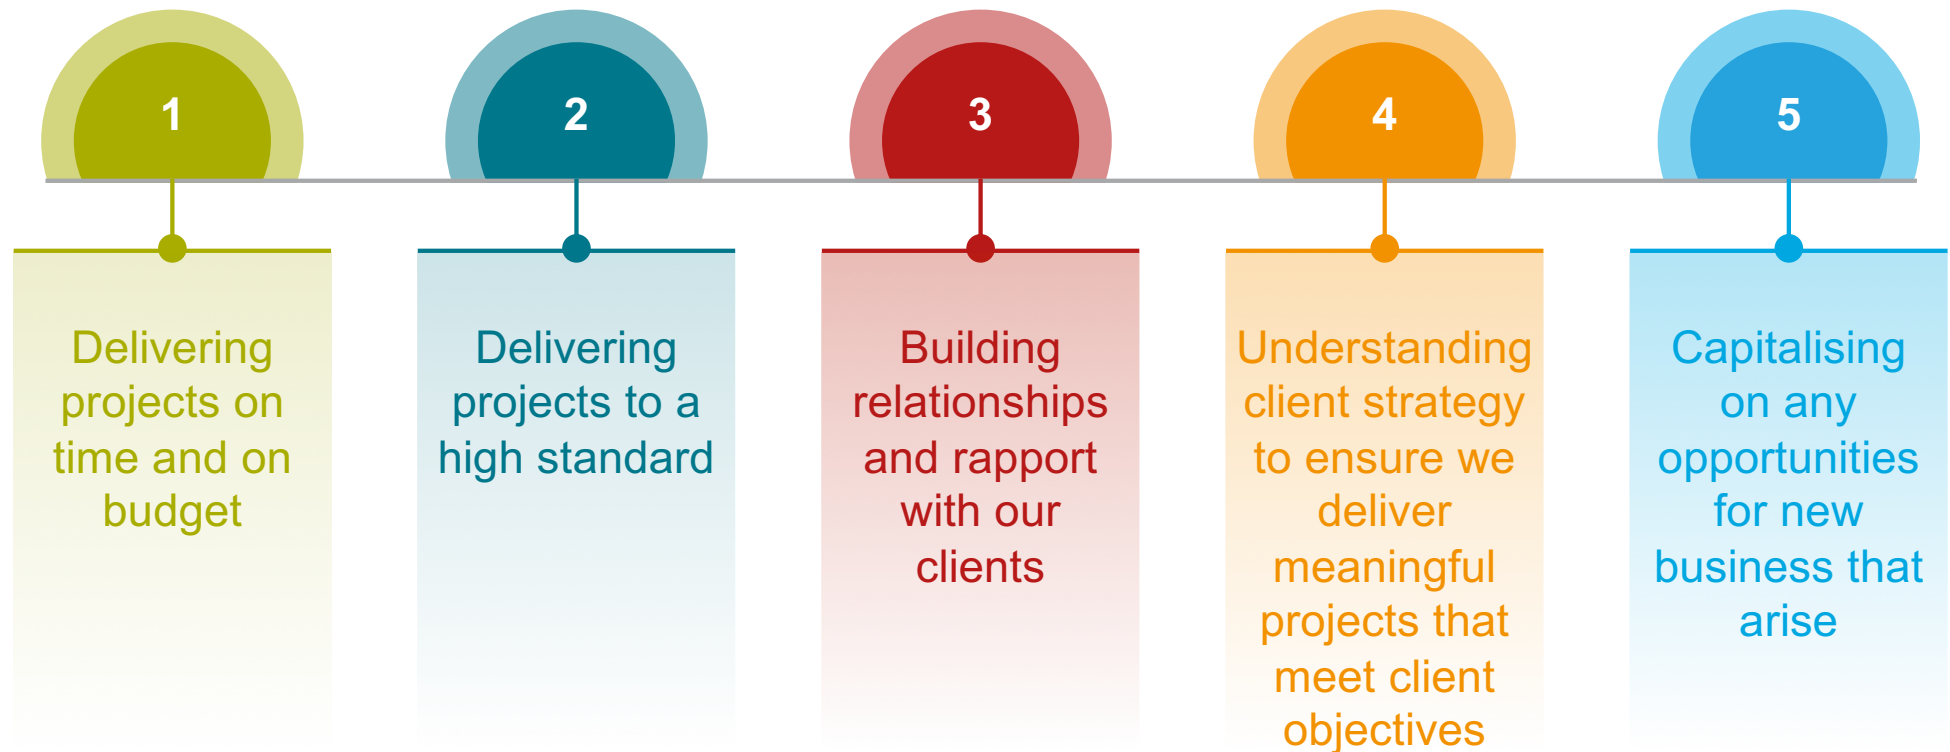 1
Delivering
projects on
time and on
budget
2
Delivering
projects to a
high standard
3
Building
relationships
and rapport
with our
clients
4
Understanding
client strategy
to ensure we
deliver
meaningful
projects that
meet client
objectives
5
Capitalising
on any
opportunities
for new
business that
arise